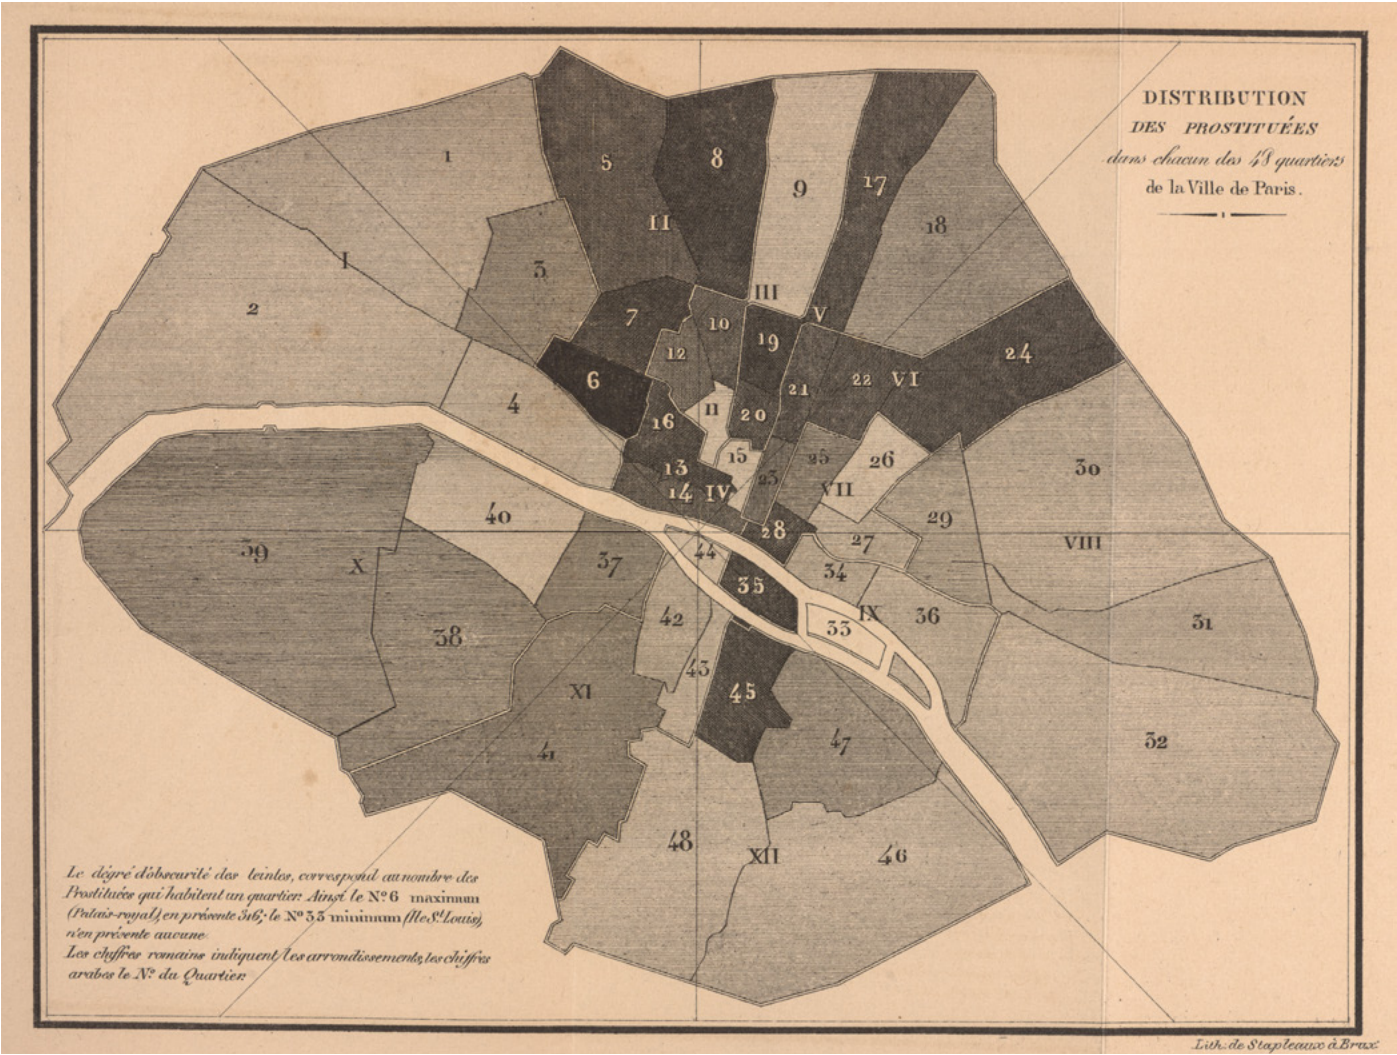 DISTRIBUTION
DES PROSTITUÉES
dans chacun des 48 quartiers
de la Ville de Paris.
1
5
8
9
17
18
II
I
3
2
III
V
7
10
12
19
24
6
4
11
16
20
21
22
VI
13
14
IV
15
23
25
26
VII
30
40
28
27
29
VIII
39
X
37
44
35
34
33
IX
36
31
38
42
43
45
XI
41
47
32
48
XII
46
Le dégré d'obscurité des teintes, correspond au nombre des
Prostituées qui habitent un quartier. Ainsi le Nº 6 maximum
(Palais-royal), en présente 316; le Nº 33 minimum (Ile St. Louis),
n'en présente aucune.
Les chiffres romains indiquent les arrondissements, les chiffres
arabes le Nº du Quartier.
Lith. de Stapleaux à Brux.